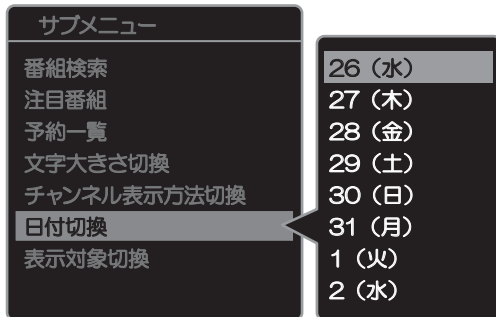 サブメニュー
番組検索
注目番組
予約一覧
文字大きさ切換
チャンネル表示方法切換
日付切換
表示対象切換
26（水）
27（木）
28（金）
29（土）
30（日）
31（月）
1（火）
2（水）